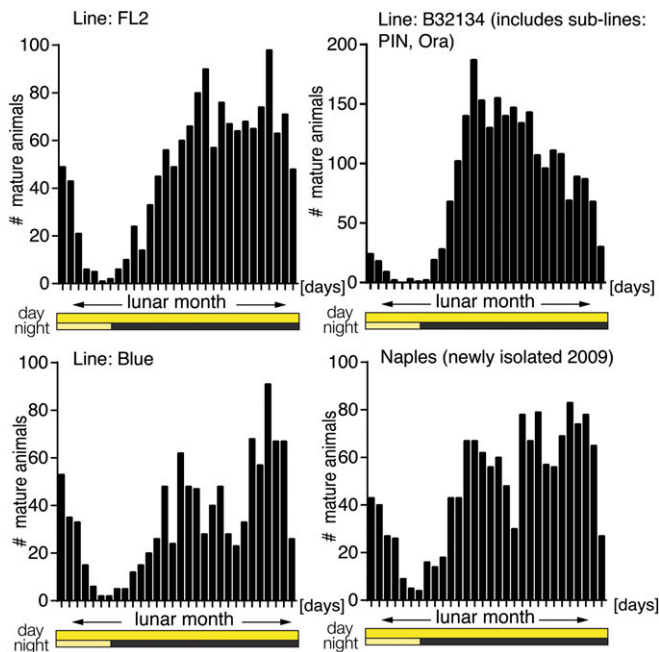 Line: FL2
100
80
60
40
20
0
# mature animals
[days]
lunar month
day
night
Line: B32134 (includes sub-lines:
PIN, Ora)
200
150
100
50
0
# mature animals
[days]
lunar month
day
night
Line: Blue
100
80
60
40
20
0
# mature animals
[days]
lunar month
day
night
Naples (newly isolated 2009)
100
80
60
40
20
0
# mature animals
[days]
lunar month
day
night